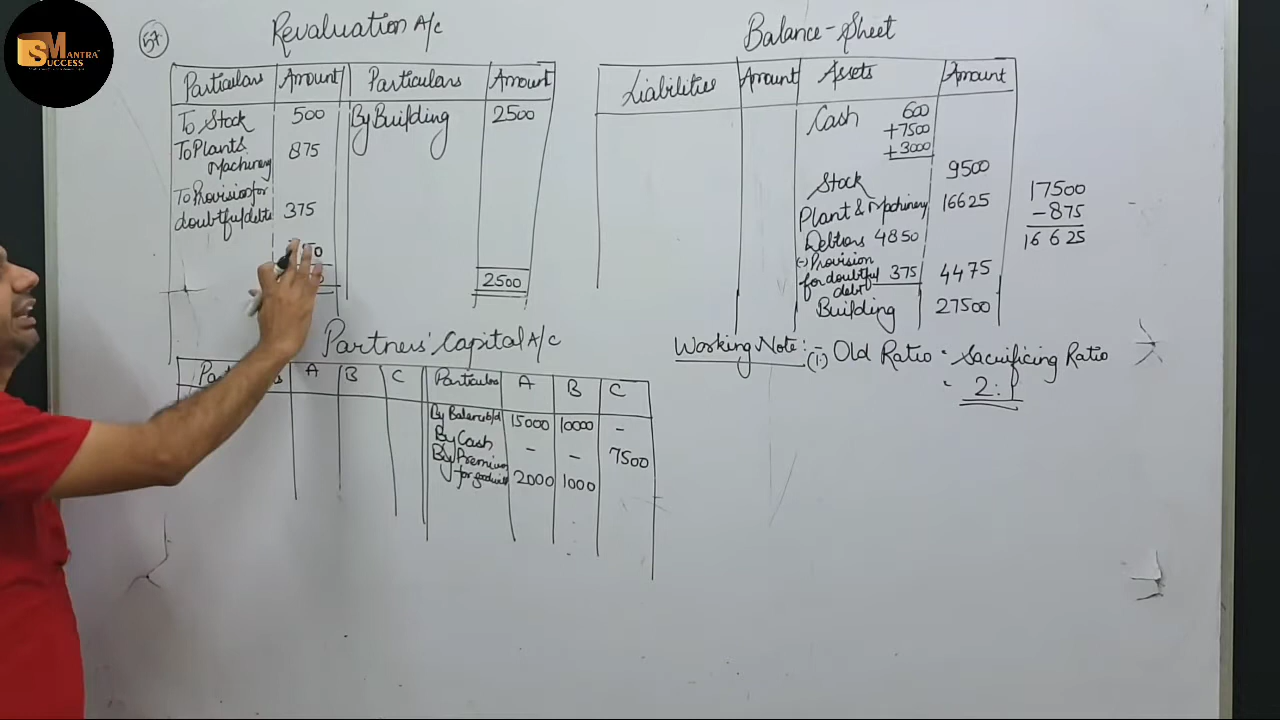 SM MANTRA
SUCCESS
57
Revaluation A/c
Particulars Amount Particulars Amount
To Stock 500 By Building 2500
To Plant & 875
Machinery
To Provision for
doubtful debts 375
2500
Partners' Capital A/c
A B C Particulars A B C
By Balance b/d 15000 10000 -
By Cash - - 7500
By Premium
for goodwill 2000 1000
Balance-Sheet
Liabilities Amount Assets Amount
Cash 600
+7500
+3000
Stock 9500
Plant & Machinery 16625
Debtors 4850
(-) Provision
for doubtful 375 4475
debt
Building 27500
17500
-875
16625
Working Note:-
(i) Old Ratio = Sacrificing Ratio
= 2:1